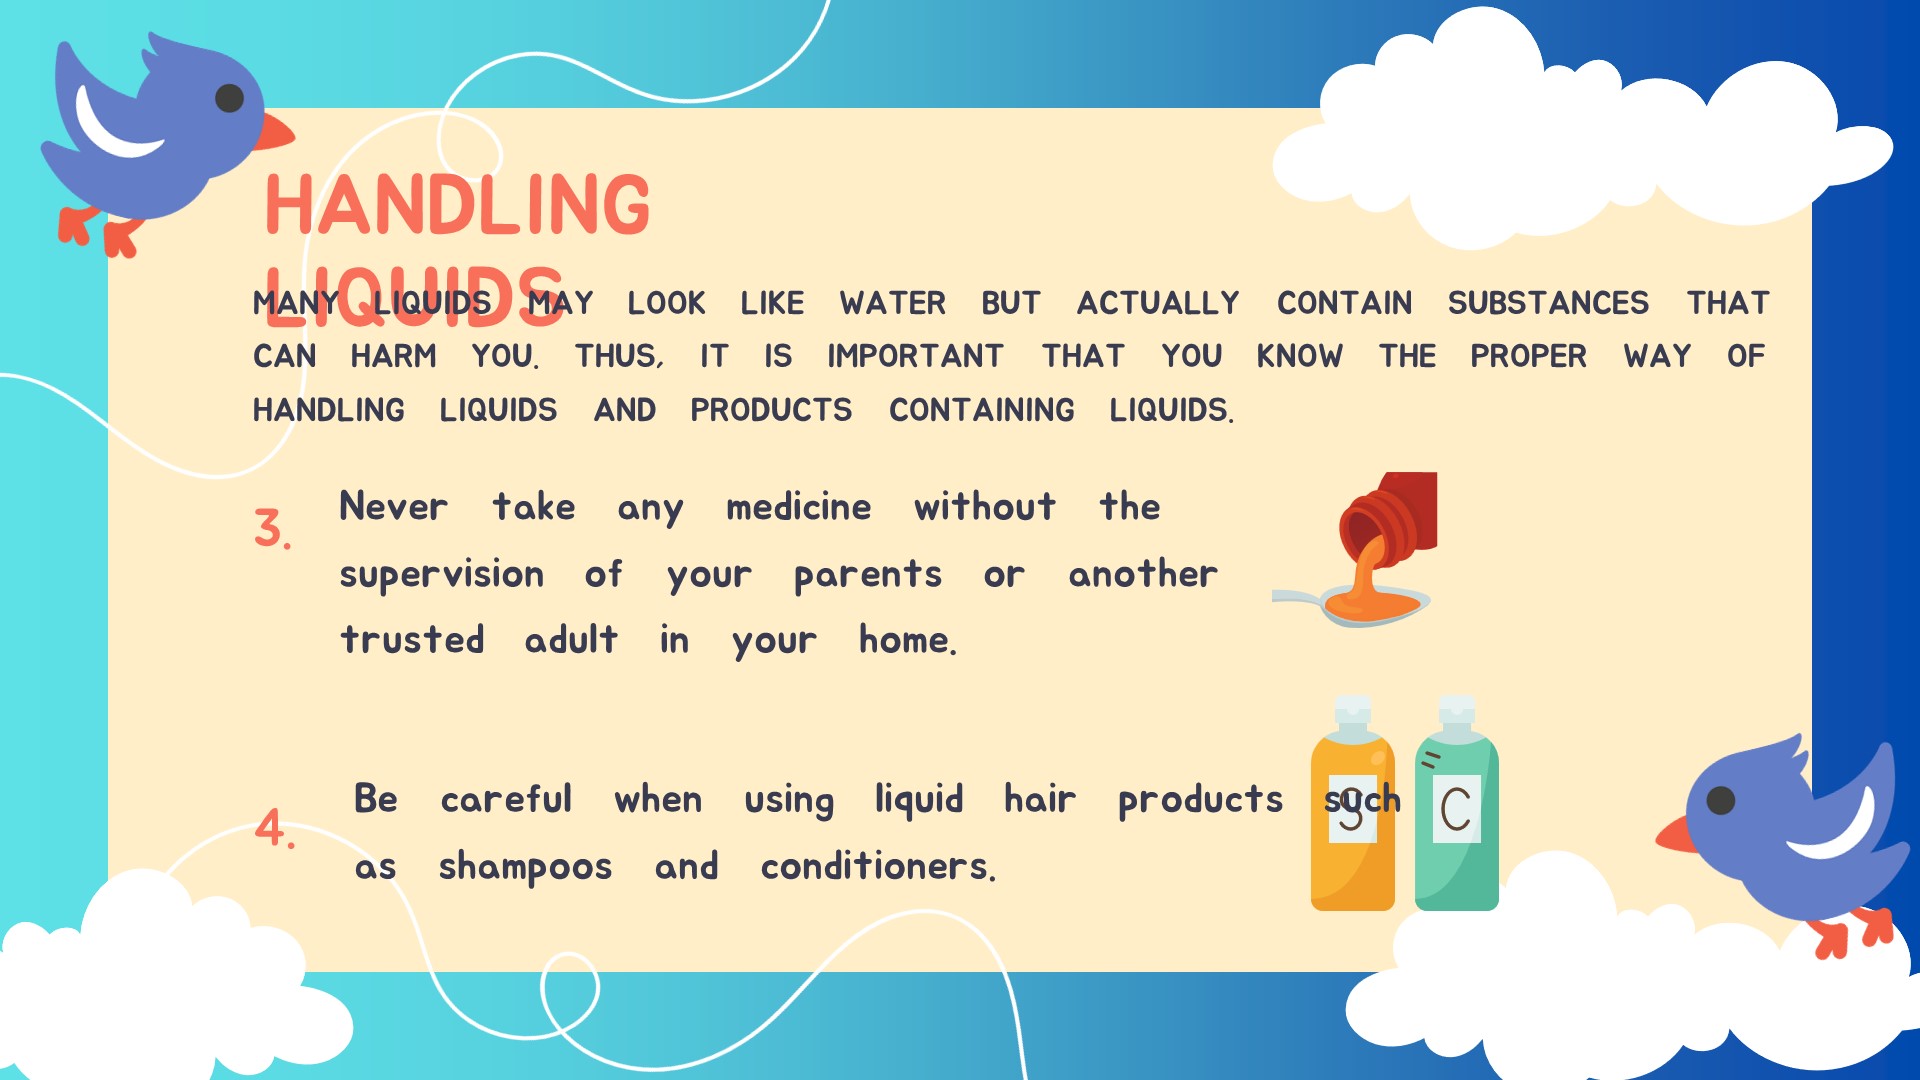 HANDLING
LIQUIDS
MANY LIQUIDS MAY LOOK LIKE WATER BUT ACTUALLY CONTAIN SUBSTANCES THAT
CAN HARM YOU. THUS, IT IS IMPORTANT THAT YOU KNOW THE PROPER WAY OF
HANDLING LIQUIDS AND PRODUCTS CONTAINING LIQUIDS.
3. Never take any medicine without the
supervision of your parents or another
trusted adult in your home.
4. Be careful when using liquid hair products such
as shampoos and conditioners.
S C